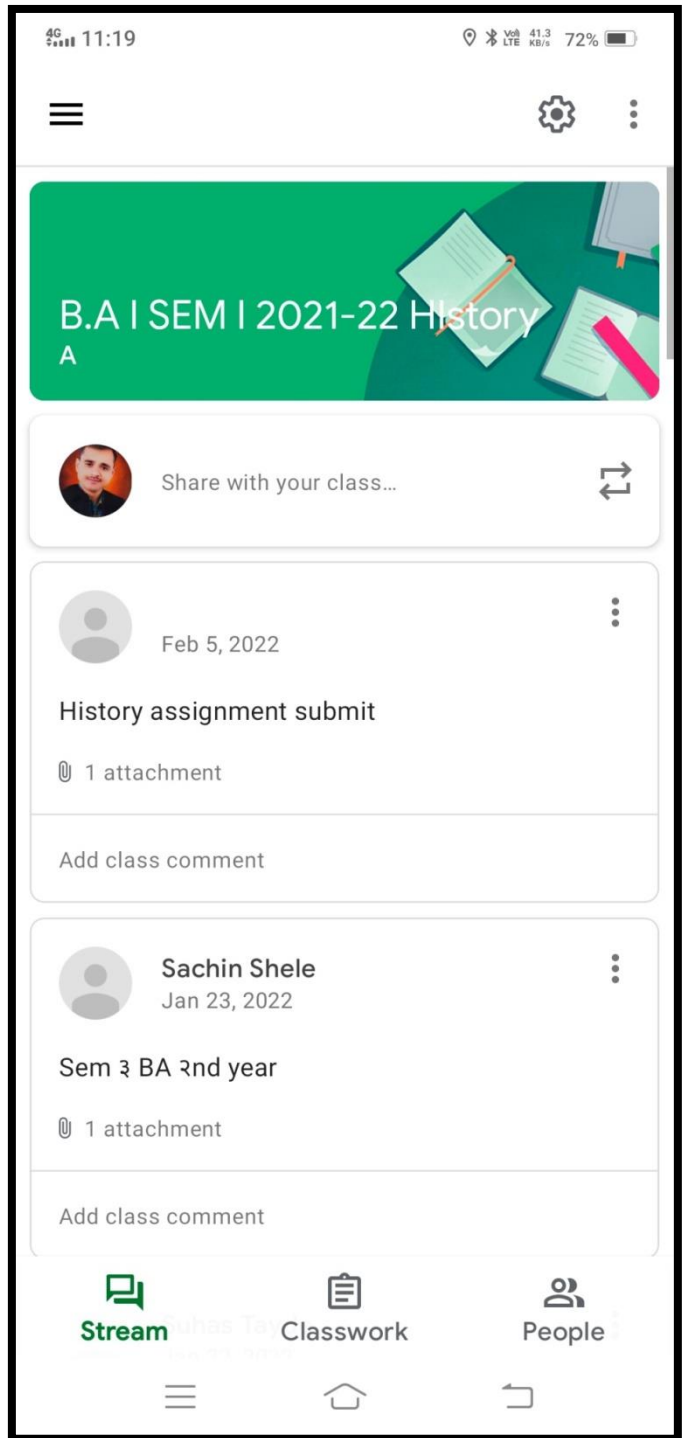 4G 11:19 VoLTE 41.3 KB/s 72%
B.A I SEM I 2021-22 HIstory
A
Share with your class...
Feb 5, 2022
History assignment submit
1 attachment
Add class comment
Sachin Shele
Jan 23, 2022
Sem ३ BA २nd year
1 attachment
Add class comment
Stream Classwork People